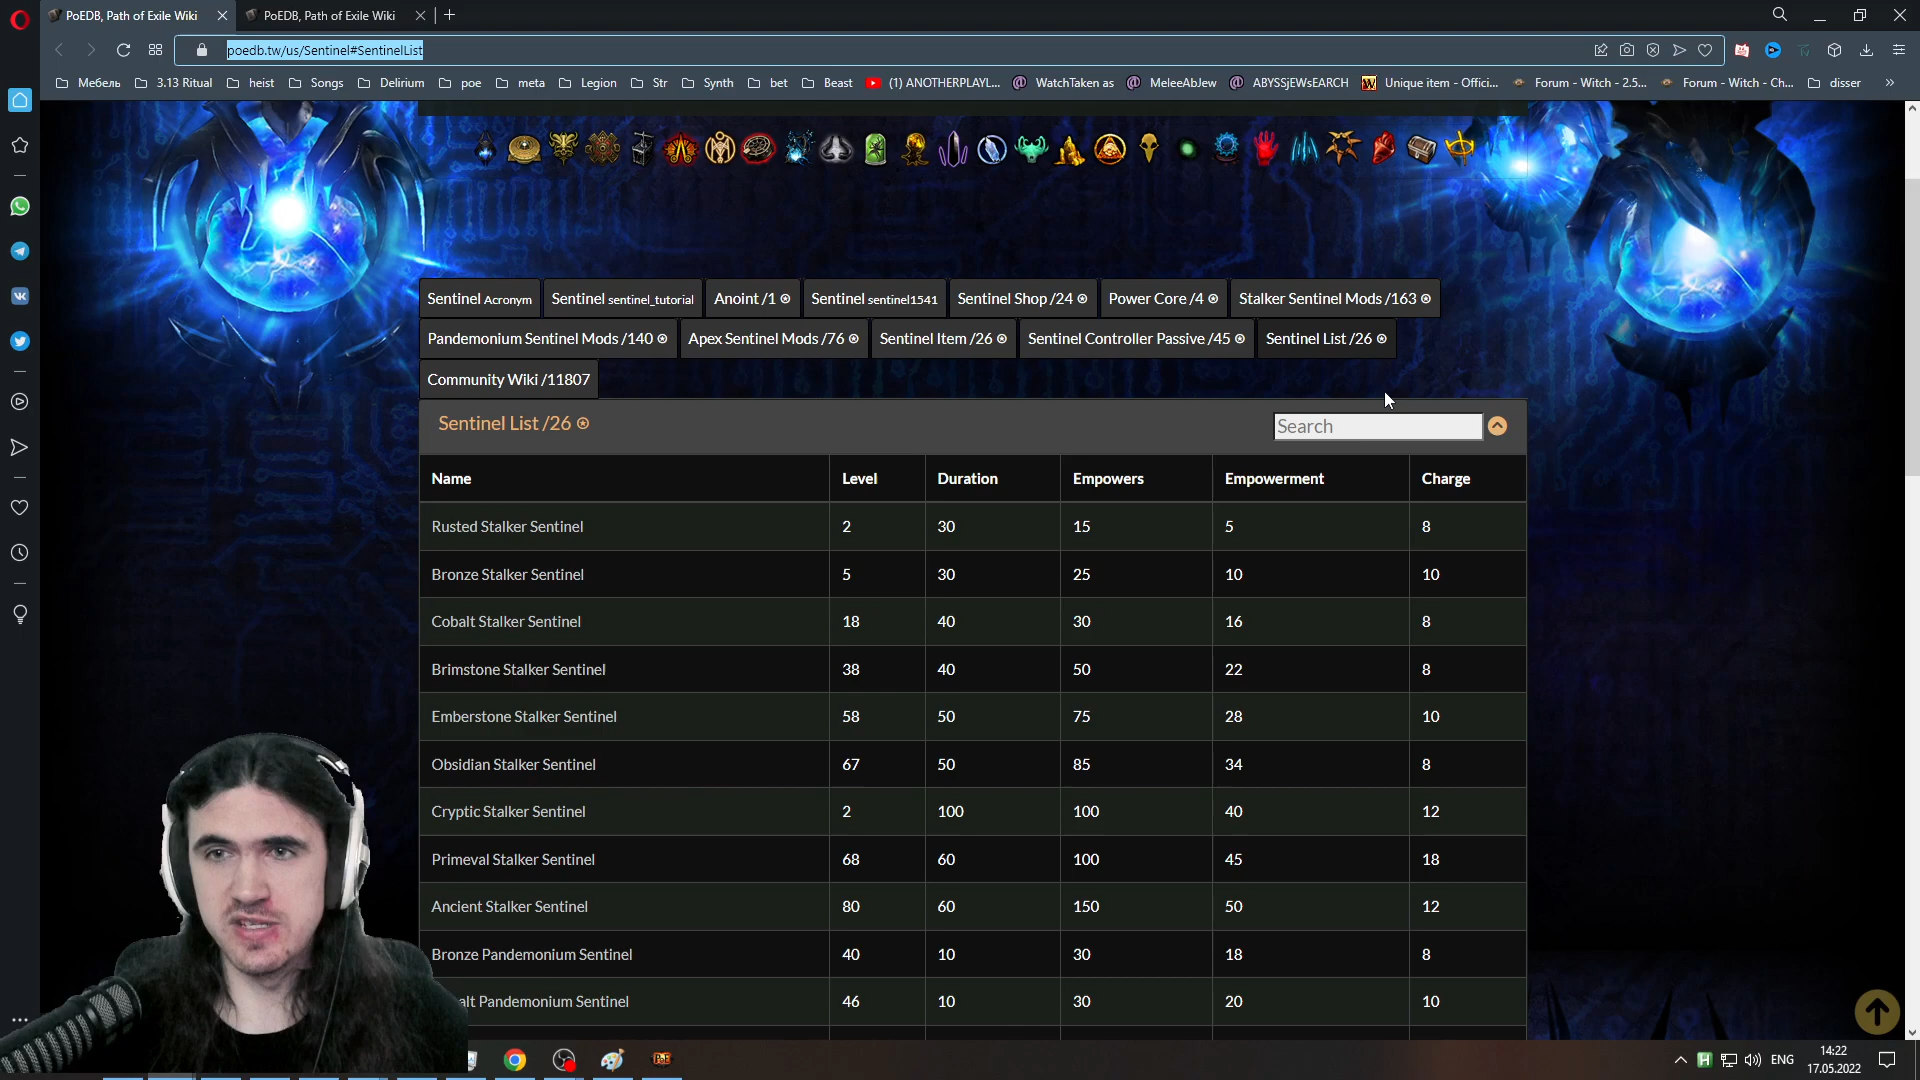 PoEDB, Path of Exile Wiki
PoEDB, Path of Exile Wiki
poedb.tw/us/Sentinel#SentinelList
Мебель 3.13 Ritual heist Songs Delirium poe meta Legion Str Synth bet Beast (1) ANOTHERPLAYL... WatchTaken as MeleeAbJew ABYSSjEWsEARCH Unique item - Offici... Forum - Witch - 2.5... Forum - Witch - Ch... disser »
Sentinel Acronym Sentinel sentinel_tutorial Anoint /1 Sentinel sentinel1541 Sentinel Shop /24 Power Core /4 Stalker Sentinel Mods /163
Pandemonium Sentinel Mods /140 Apex Sentinel Mods /76 Sentinel Item /26 Sentinel Controller Passive /45 Sentinel List /26
Community Wiki /11807
Sentinel List /26 Search
Name Level Duration Empowers Empowerment Charge
Rusted Stalker Sentinel 2 30 15 5 8
Bronze Stalker Sentinel 5 30 25 10 10
Cobalt Stalker Sentinel 18 40 30 16 8
Brimstone Stalker Sentinel 38 40 50 22 8
Emberstone Stalker Sentinel 58 50 75 28 10
Obsidian Stalker Sentinel 67 50 85 34 8
Cryptic Stalker Sentinel 2 100 100 40 12
Primeval Stalker Sentinel 68 60 100 45 18
Ancient Stalker Sentinel 80 60 150 50 12
Bronze Pandemonium Sentinel 40 10 30 18 8
alt Pandemonium Sentinel 46 10 30 20 10
ENG
14:22
17.05.2022